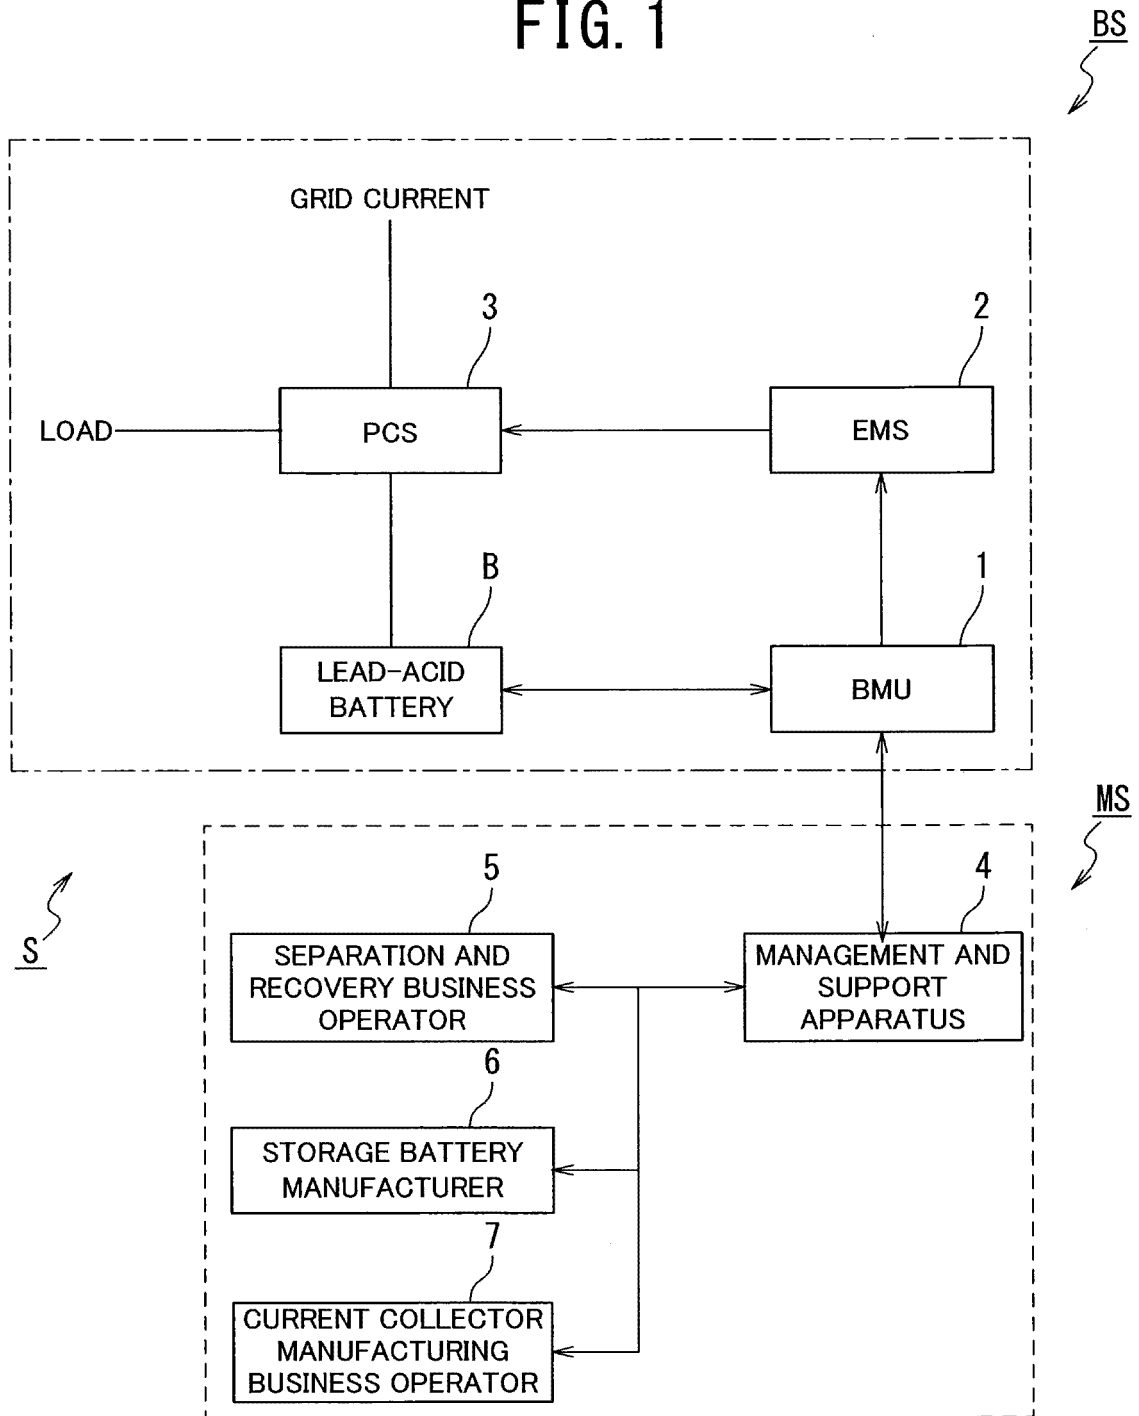 FIG. 1
BS
GRID CURRENT
3
2
LOAD
PCS
EMS
B
1
LEAD-ACID
BATTERY
BMU
MS
S
5
4
SEPARATION AND
RECOVERY BUSINESS
OPERATOR
MANAGEMENT AND
SUPPORT
APPARATUS
6
STORAGE BATTERY
MANUFACTURER
7
CURRENT COLLECTOR
MANUFACTURING
BUSINESS OPERATOR